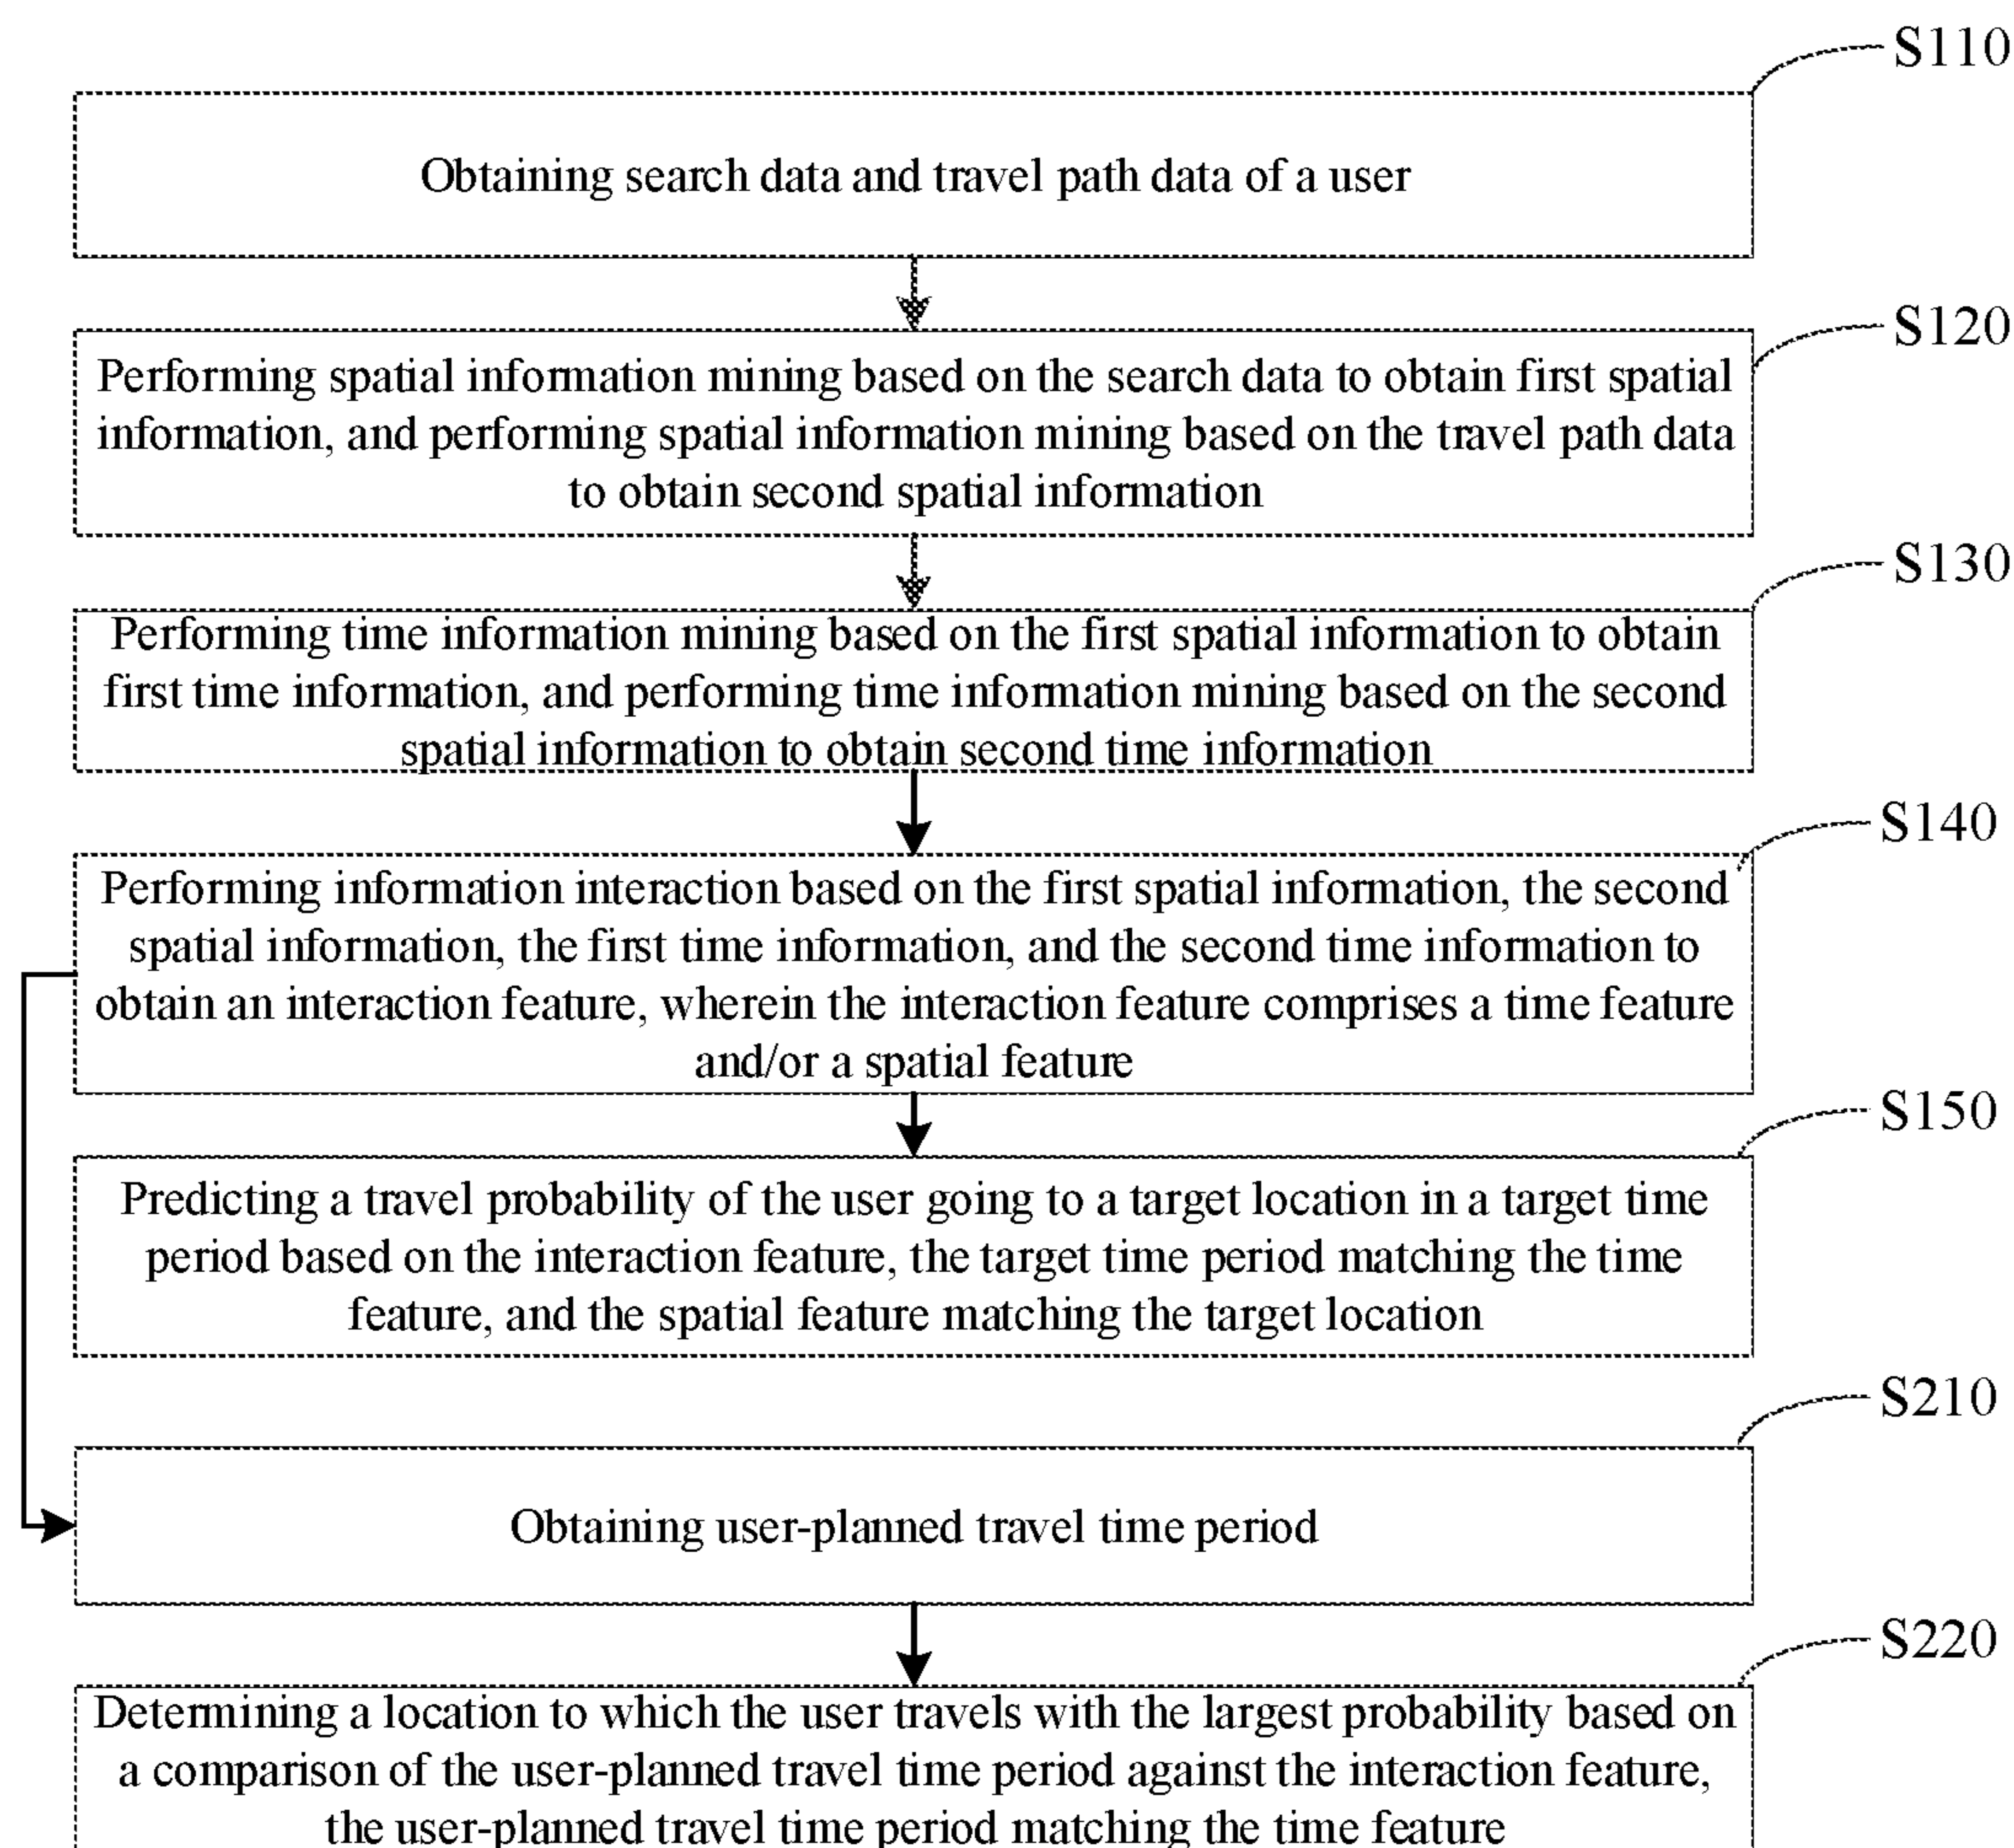 S110
Obtaining search data and travel path data of a user
S120
Performing spatial information mining based on the search data to obtain first spatial
information, and performing spatial information mining based on the travel path data
to obtain second spatial information
S130
Performing time information mining based on the first spatial information to obtain
first time information, and performing time information mining based on the second
spatial information to obtain second time information
S140
Performing information interaction based on the first spatial information, the second
spatial information, the first time information, and the second time information to
obtain an interaction feature, wherein the interaction feature comprises a time feature
and/or a spatial feature
S150
Predicting a travel probability of the user going to a target location in a target time
period based on the interaction feature, the target time period matching the time
feature, and the spatial feature matching the target location
S210
Obtaining user-planned travel time period
S220
Determining a location to which the user travels with the largest probability based on
a comparison of the user-planned travel time period against the interaction feature,
the user-planned travel time period matching the time feature